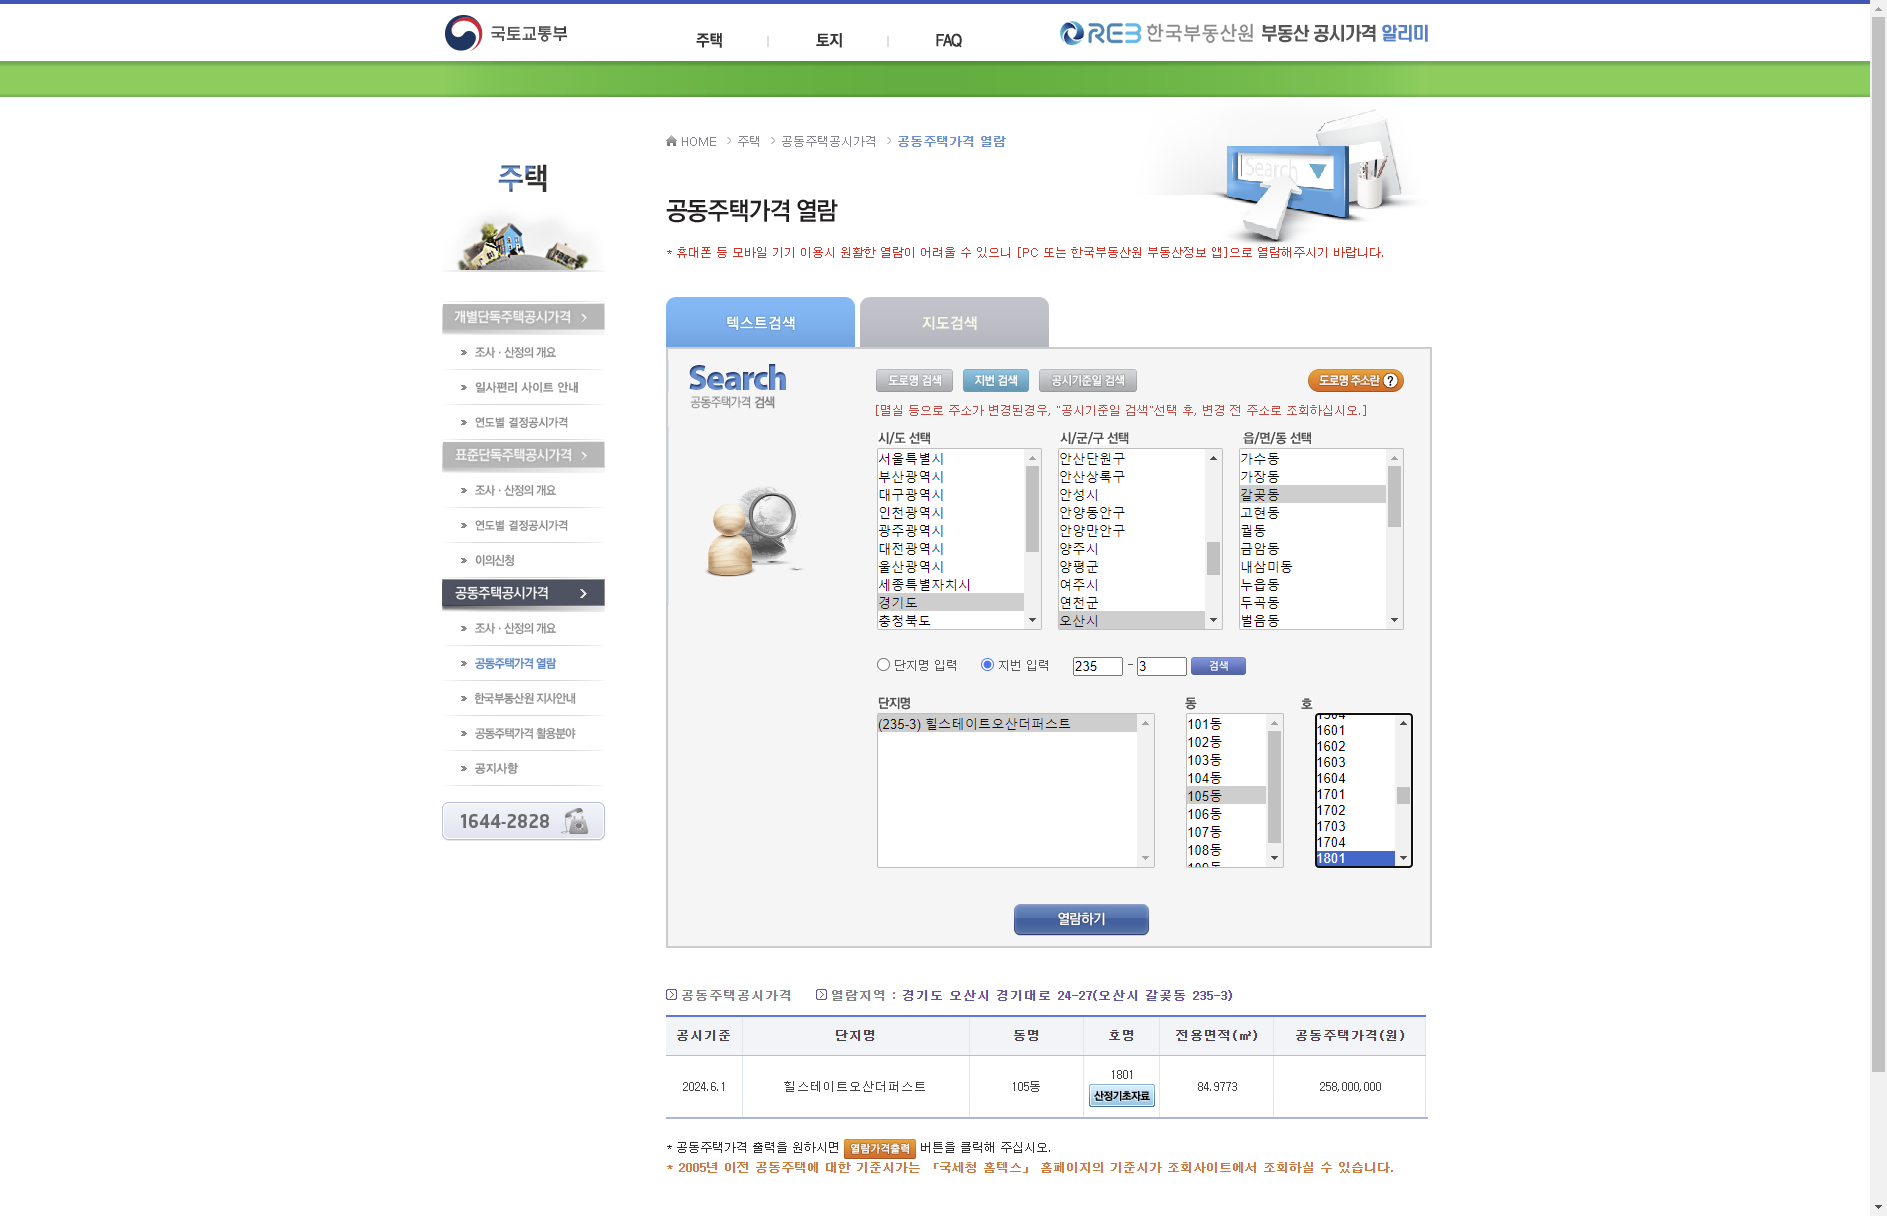 국토교통부
주택
토지
FAQ
REB 한국부동산원 부동산 공시가격 알리미
HOME > 주택 > 공동주택공시가격 > 공동주택가격 열람
Search
주택
공동주택가격 열람
* 휴대폰 등 모바일 기기 이용시 원활한 열람이 어려울 수 있으니 [PC 또는 한국부동산원 부동산정보 앱]으로 열람해주시기 바랍니다.
개별단독주택공시가격 >
» 조사 · 산정의 개요
» 일사편리 사이트 안내
» 연도별 결정공시가격
표준단독주택공시가격 >
» 조사 · 산정의 개요
» 연도별 결정공시가격
» 이의신청
공동주택공시가격 >
» 조사 · 산정의 개요
» 공동주택가격 열람
» 한국부동산원 지사안내
» 공동주택가격 활용분야
» 공지사항
1644-2828
텍스트검색
지도검색
Search
공동주택가격 검색
도로명 검색
지번 검색
공시기준일 검색
도로명 주소란 ?
[멸실 등으로 주소가 변경된경우, "공시기준일 검색"선택 후, 변경 전 주소로 조회하십시오.]
시/도 선택
서울특별시
부산광역시
대구광역시
인천광역시
광주광역시
대전광역시
울산광역시
세종특별자치시
경기도
충청북도
시/군/구 선택
안산단원구
안산상록구
안성시
안양동안구
안양만안구
양주시
양평군
여주시
연천군
오산시
읍/면/동 선택
가수동
가장동
갈곶동
고현동
궐동
금암동
내삼미동
누읍동
두곡동
벌음동
단지명 입력
지번 입력
235 - 3
검색
단지명
(235-3) 힐스테이트오산더퍼스트
동
101동
102동
103동
104동
105동
106동
107동
108동
109동
호
1504
1601
1602
1603
1604
1701
1702
1703
1704
1801
열람하기
공동주택공시가격
열람지역 : 경기도 오산시 경기대로 24-27(오산시 갈곶동 235-3)
공시기준 단지명 동명 호명 전용면적(㎡) 공동주택가격(원)
2024.6.1 힐스테이트오산더퍼스트 105동 1801 84.9773 258,000,000
산정기초자료
* 공동주택가격 출력을 원하시면 열람가격출력 버튼을 클릭해 주십시오.
* 2005년 이전 공동주택에 대한 기준시가는 「국세청 홈텍스」 홈페이지의 기준시가 조회사이트에서 조회하실 수 있습니다.